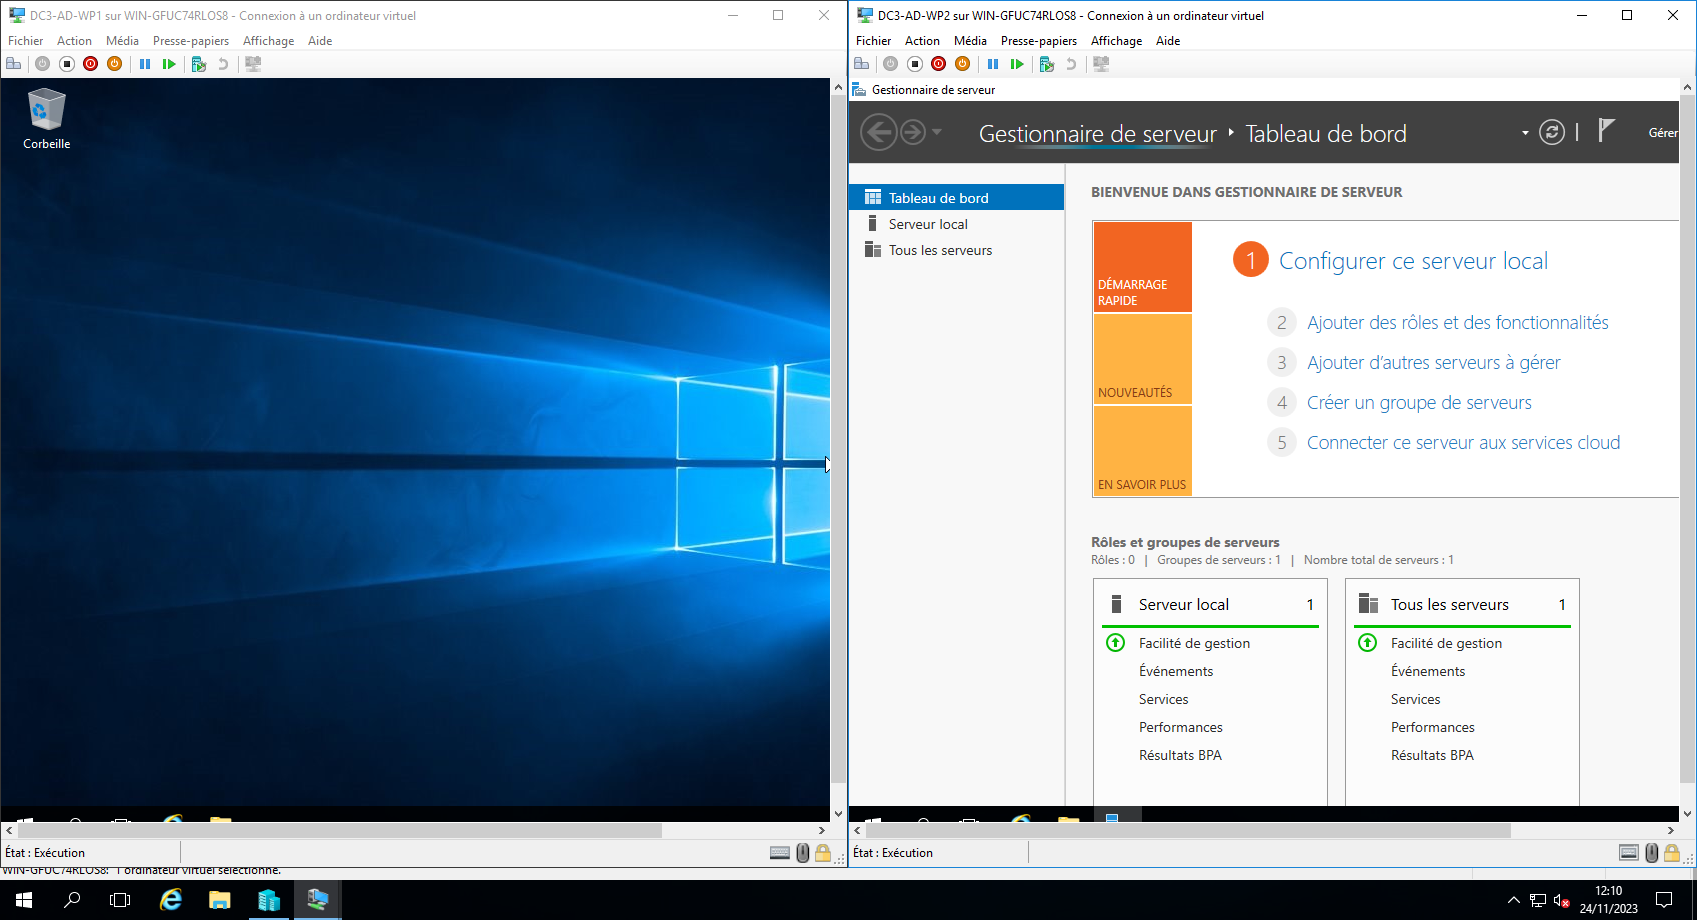 DC3-AD-WP1 sur WIN-GFUC74RLOS8 - Connexion à un ordinateur virtuel
Fichier Action Média Presse-papiers Affichage Aide
Corbeille
État : Exécution
DC3-AD-WP2 sur WIN-GFUC74RLOS8 - Connexion à un ordinateur virtuel
Fichier Action Média Presse-papiers Affichage Aide
Gestionnaire de serveur
Gestionnaire de serveur Tableau de bord
Gérer
Tableau de bord
Serveur local
Tous les serveurs
BIENVENUE DANS GESTIONNAIRE DE SERVEUR
DÉMARRAGE
RAPIDE
NOUVEAUTÉS
EN SAVOIR PLUS
1 Configurer ce serveur local
2 Ajouter des rôles et des fonctionnalités
3 Ajouter d'autres serveurs à gérer
4 Créer un groupe de serveurs
5 Connecter ce serveur aux services cloud
Rôles et groupes de serveurs
Rôles : 0 | Groupes de serveurs : 1 | Nombre total de serveurs : 1
Serveur local 1
Facilité de gestion
Événements
Services
Performances
Résultats BPA
Tous les serveurs 1
Facilité de gestion
Événements
Services
Performances
Résultats BPA
État : Exécution
WIN-GFUC74RLOS8: 1 ordinateur virtuel sélectionné.
12:10
24/11/2023